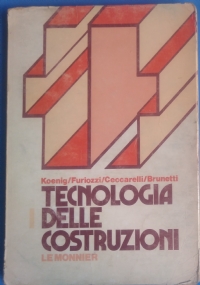 Koenig/Furiozzi/Ceccarelli/Brunetti
TECNOLOGIA
DELLE
COSTRUZIONI
LE MONNIER